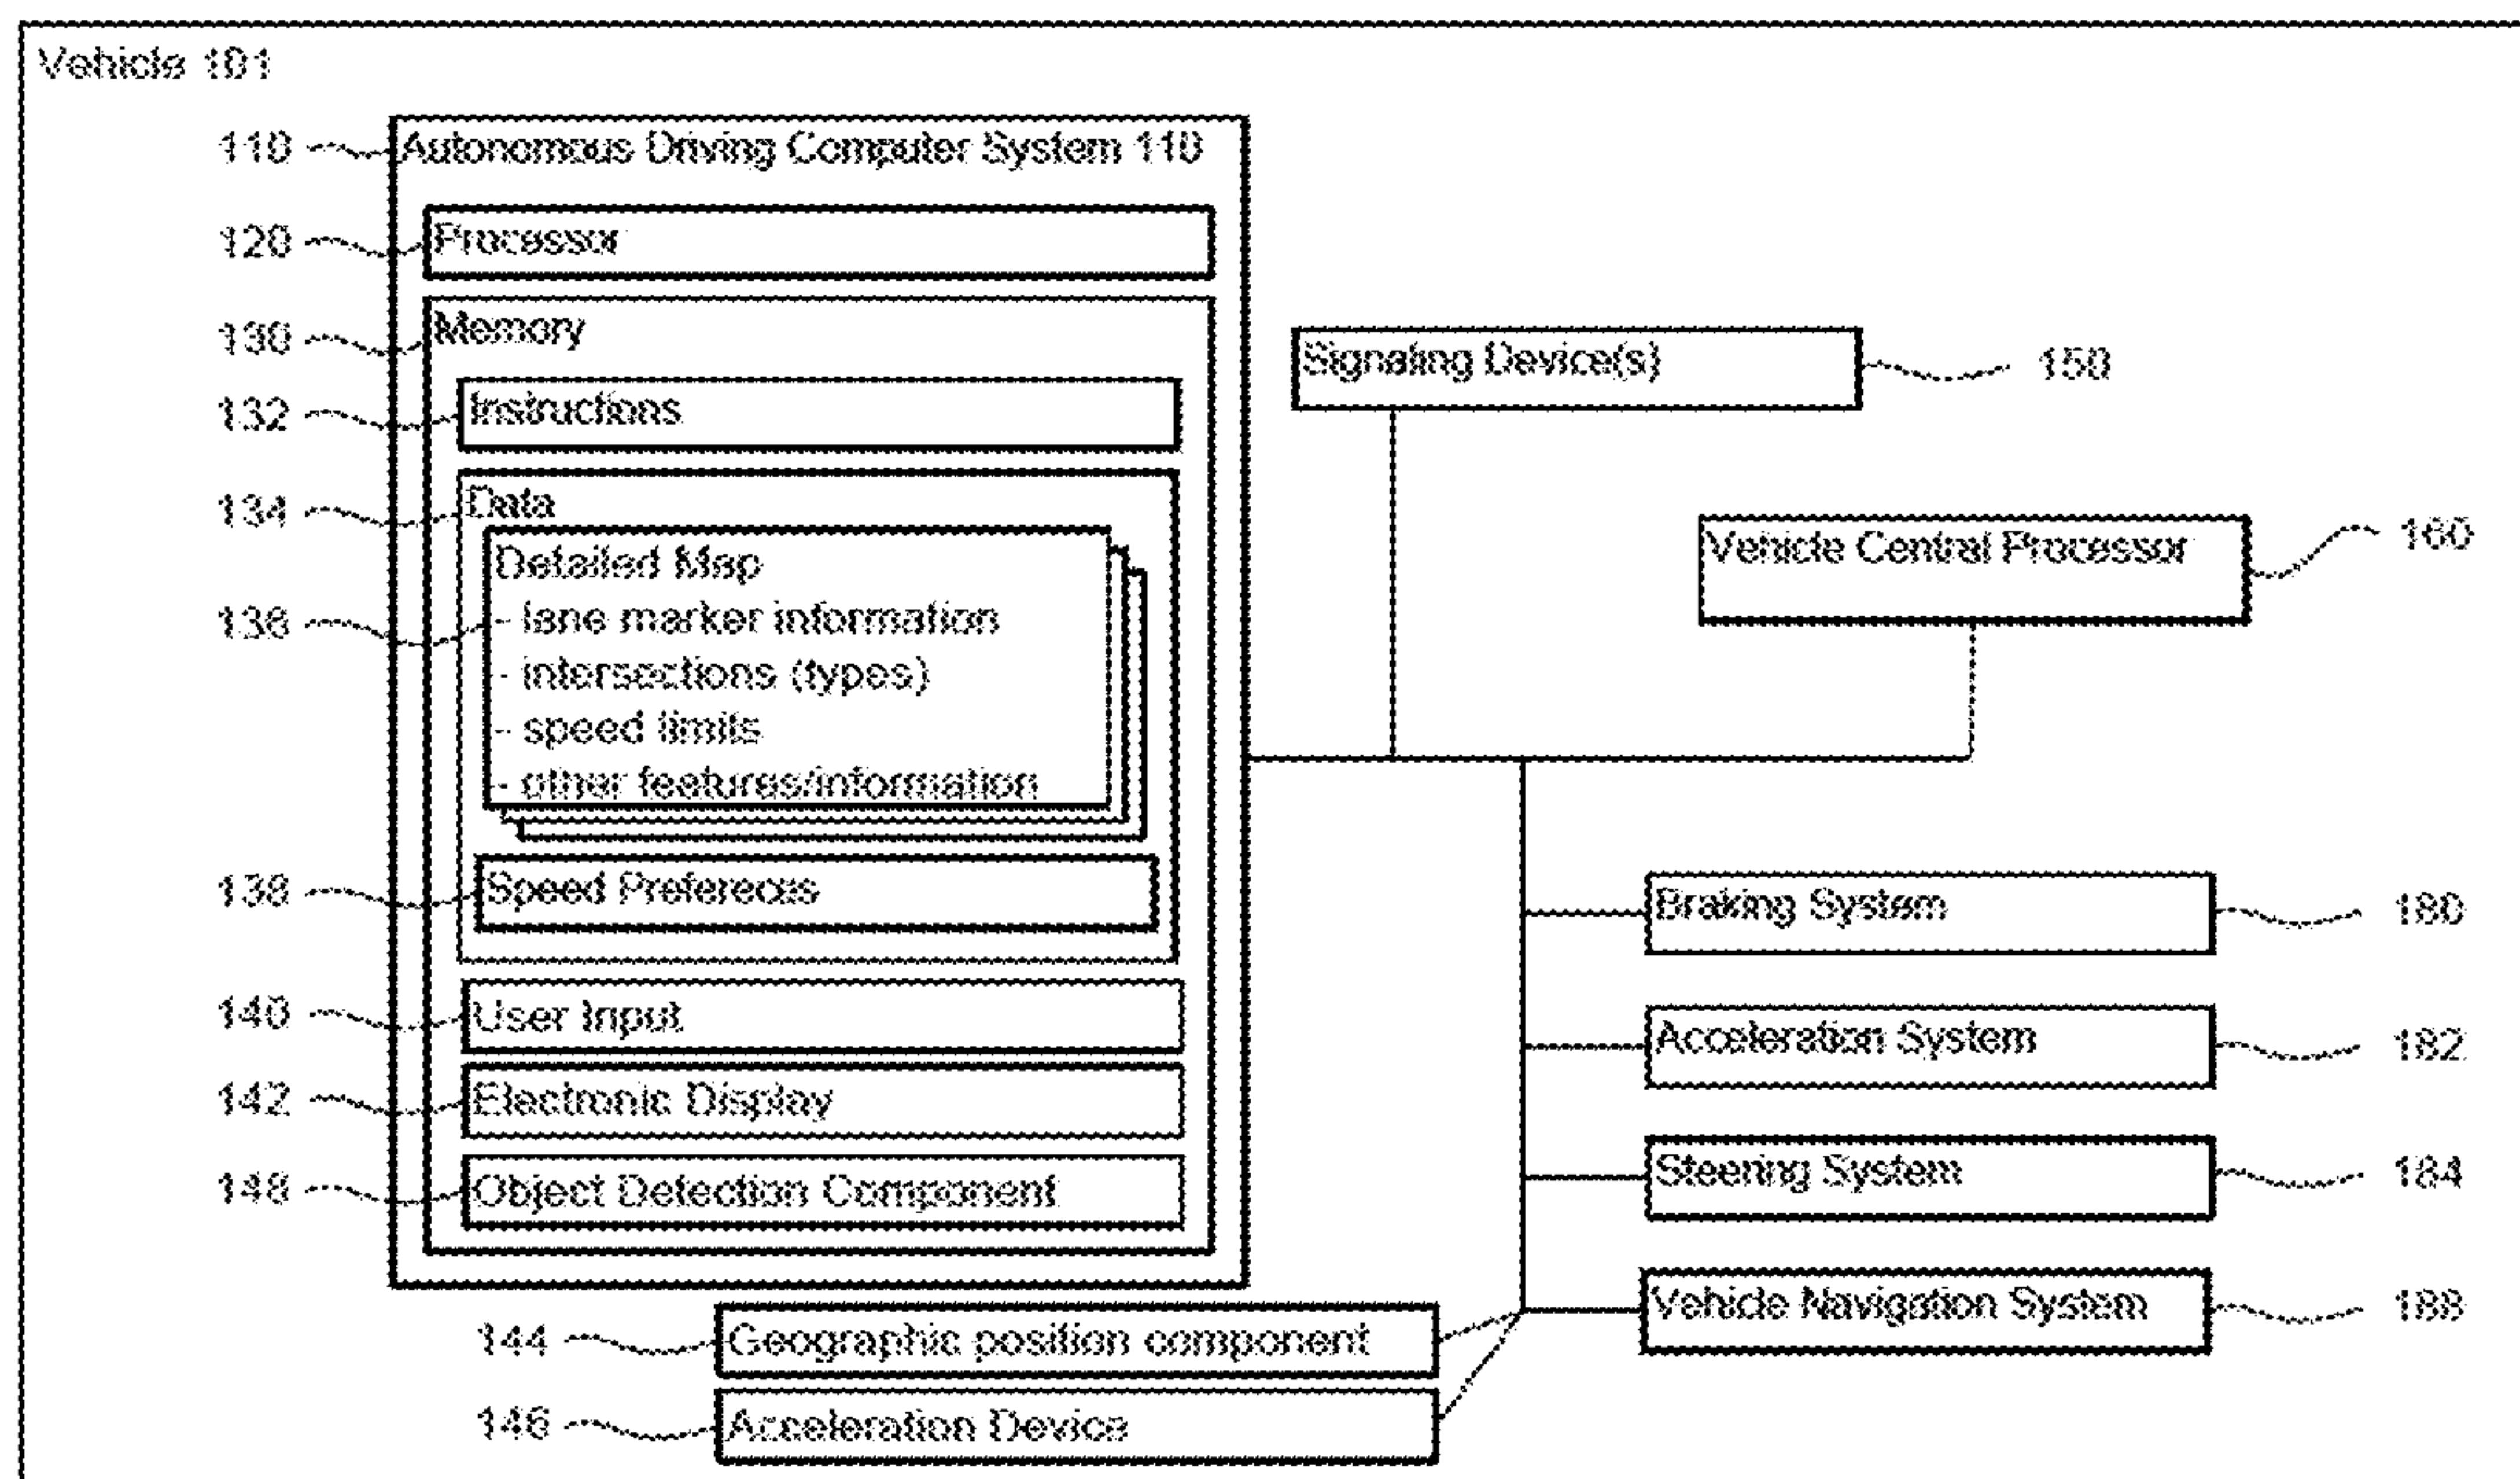 Vehicle 101
110
Autonomous Driving Computer System 110
120
Processor
130
Memory
132
Instructions
134
Data
Detailed Map
136
- lane marker information
- intersections (types)
- speed limits
- other features/information
138
Speed Prefereces
140
User Input
142
Electronic Display
148
Object Detection Component
144
Geographic position component
146
Acceleration Device
Signaling Device(s)
150
Vehicle Central Processor
160
Braking System
180
Acceleration System
182
Steering System
184
Vehicle Navigation System
188